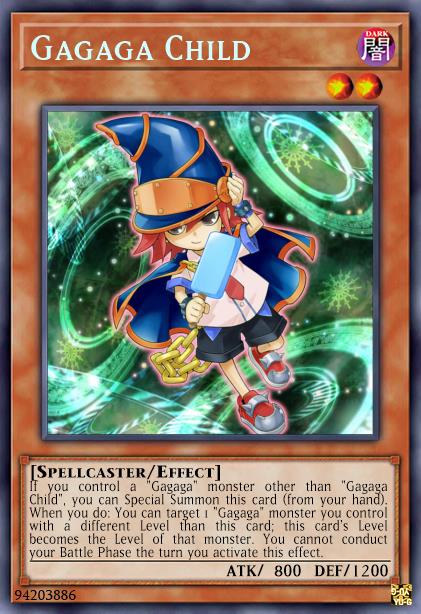 Gagaga Child
DARK
闇
[Spellcaster/Effect]
If you control a "Gagaga" monster other than "Gagaga
Child", you can Special Summon this card (from your hand).
When you do: You can target 1 "Gagaga" monster you control
with a different Level than this card; this card's Level
becomes the Level of that monster. You cannot conduct
your Battle Phase the turn you activate this effect.
ATK/ 800 DEF/1200
94203886